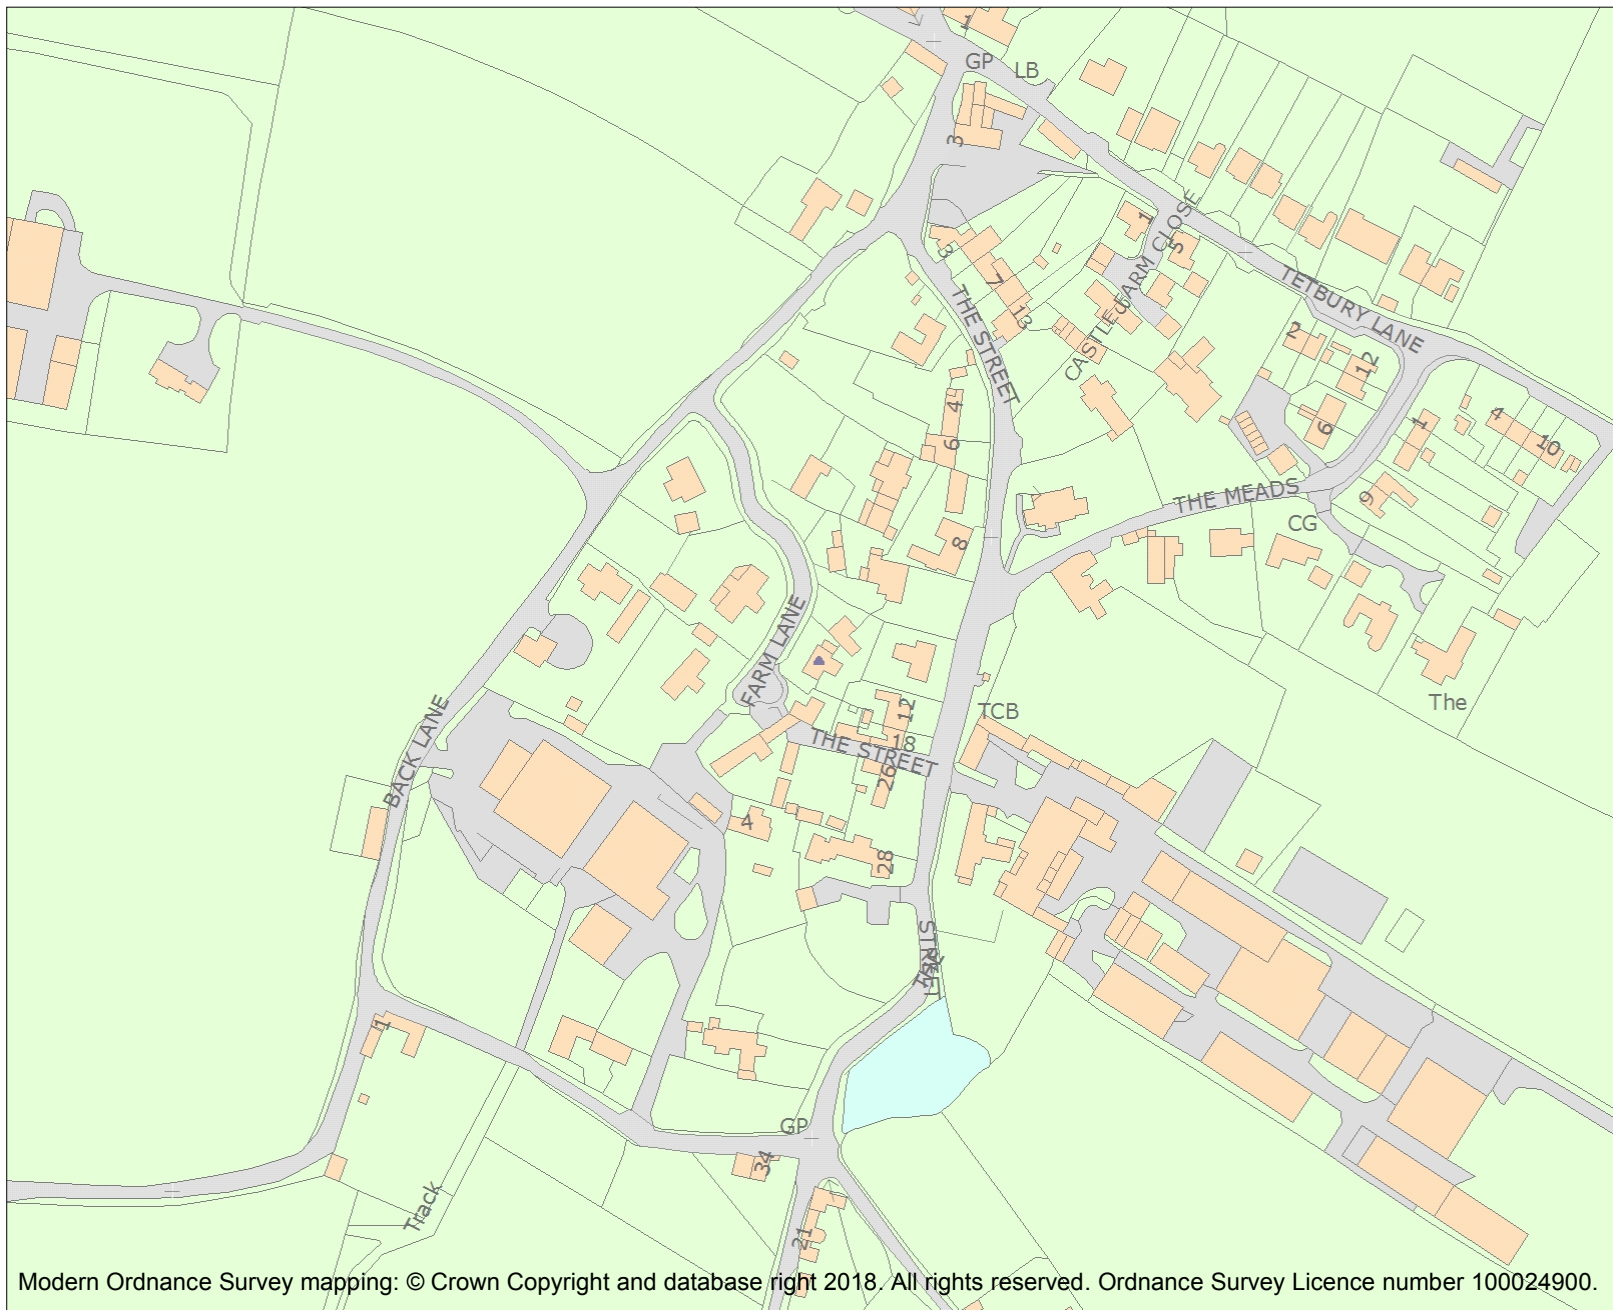 1
GP
LB
3
1
5
CASTLE FARM CLOSE
3
7
13
THE STREET
TETBURY LANE
2
12
6
1
4
10
4
6
THE MEADS
9
CG
8
FARM LANE
The
BACK LANE
12
TCB
18
THE STREET
26
4
28
THE
STREET
1
GP
34
Track
21
Modern Ordnance Survey mapping: © Crown Copyright and database right 2018. All rights reserved. Ordnance Survey Licence number 100024900.